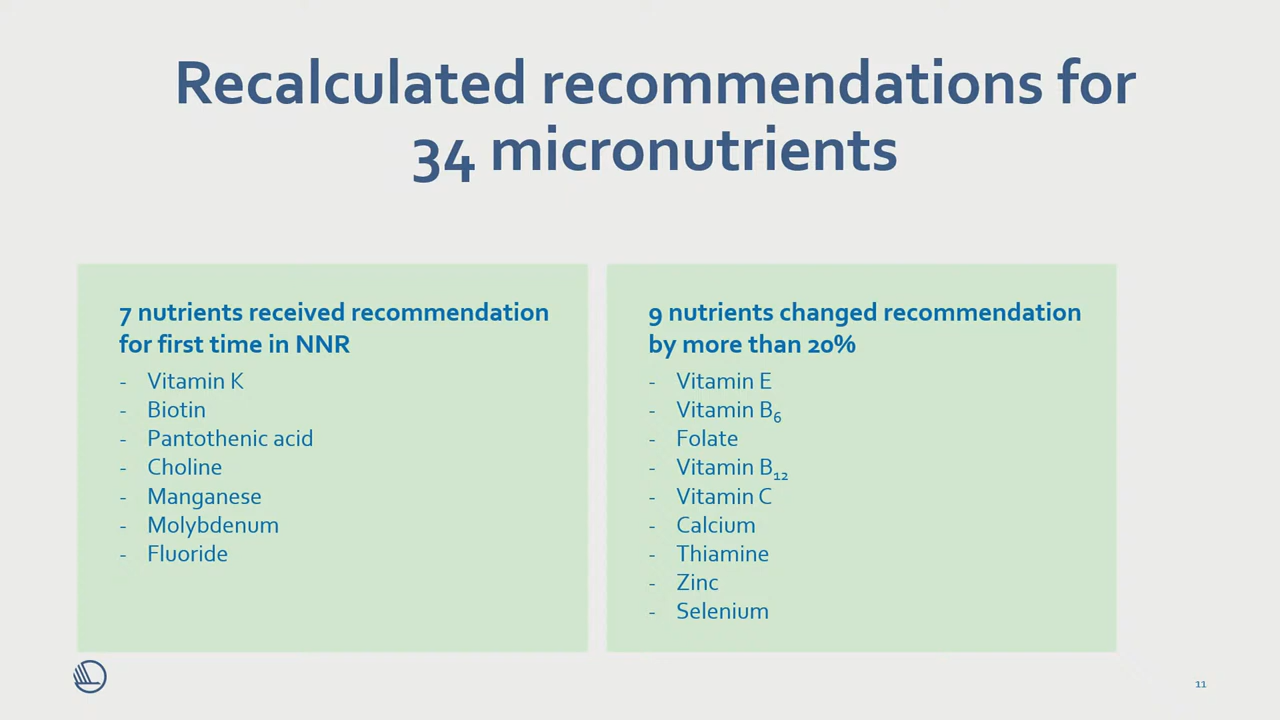 Recalculated recommendations for
34 micronutrients
7 nutrients received recommendation
for first time in NNR
- Vitamin K
- Biotin
- Pantothenic acid
- Choline
- Manganese
- Molybdenum
- Fluoride
9 nutrients changed recommendation
by more than 20%
- Vitamin E
- Vitamin B₆
- Folate
- Vitamin B₁₂
- Vitamin C
- Calcium
- Thiamine
- Zinc
- Selenium
11